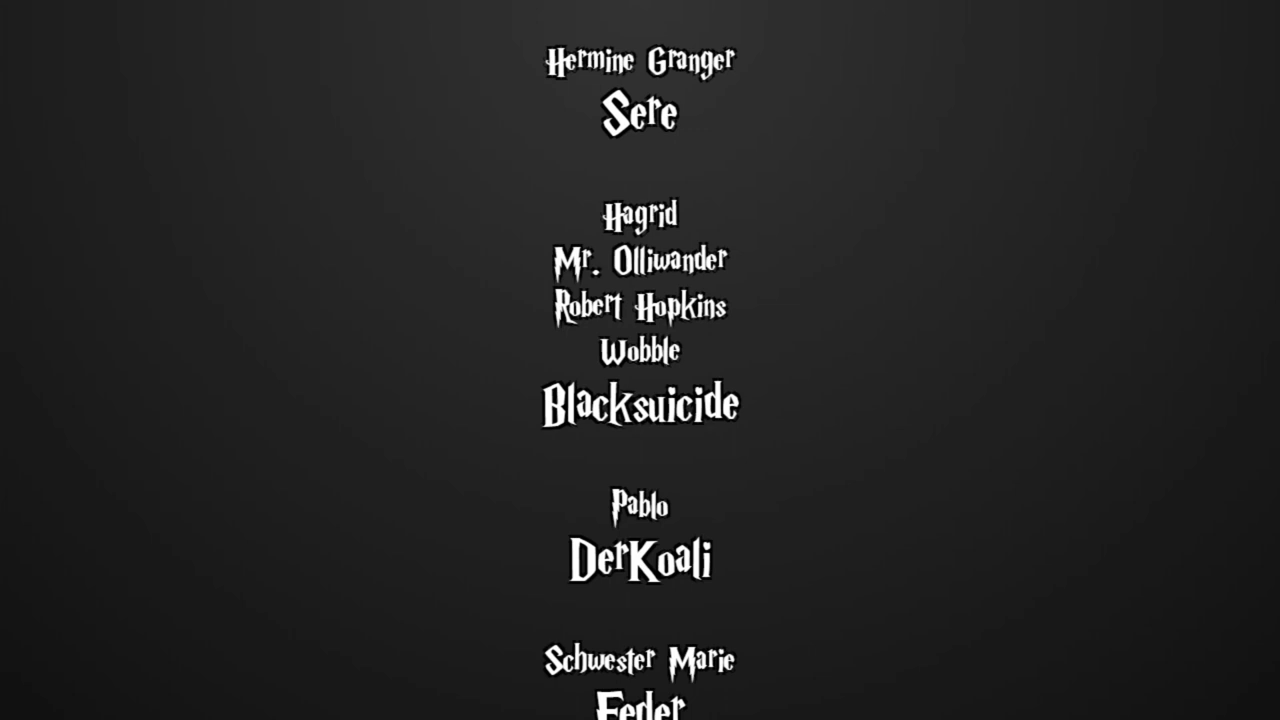 Hermine Granger
Sere
Hagrid
Mr. Olliwander
Robert Hopkins
Wobble
Blacksuicide
Pablo
DerKoali
Schwester Marie
Feder